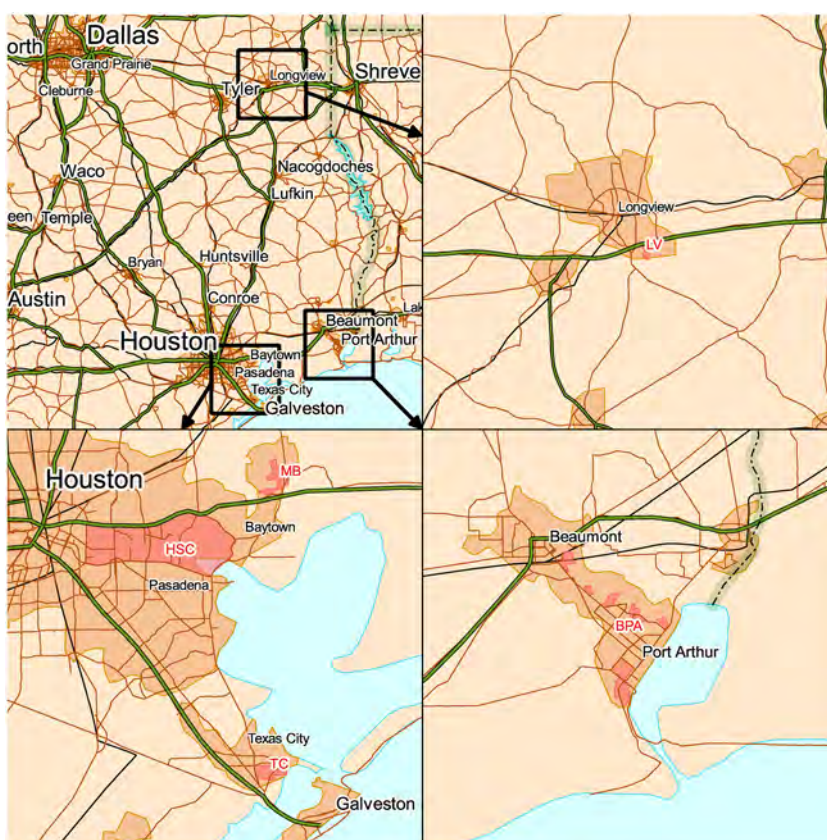 Dallas
orth
Grand Prairie
Cleburne
Longview
Tyler
Shreve
Waco
Nacogdoches
Lufkin
een
Temple
Bryan
Huntsville
Austin
Conroe
Houston
Beaumont
Lak
Port Arthur
Baytown
Pasadena
Texas City
Galveston
Longview
LV
Houston
MB
Baytown
HSC
Pasadena
Texas City
TC
Galveston
Beaumont
BPA
Port Arthur